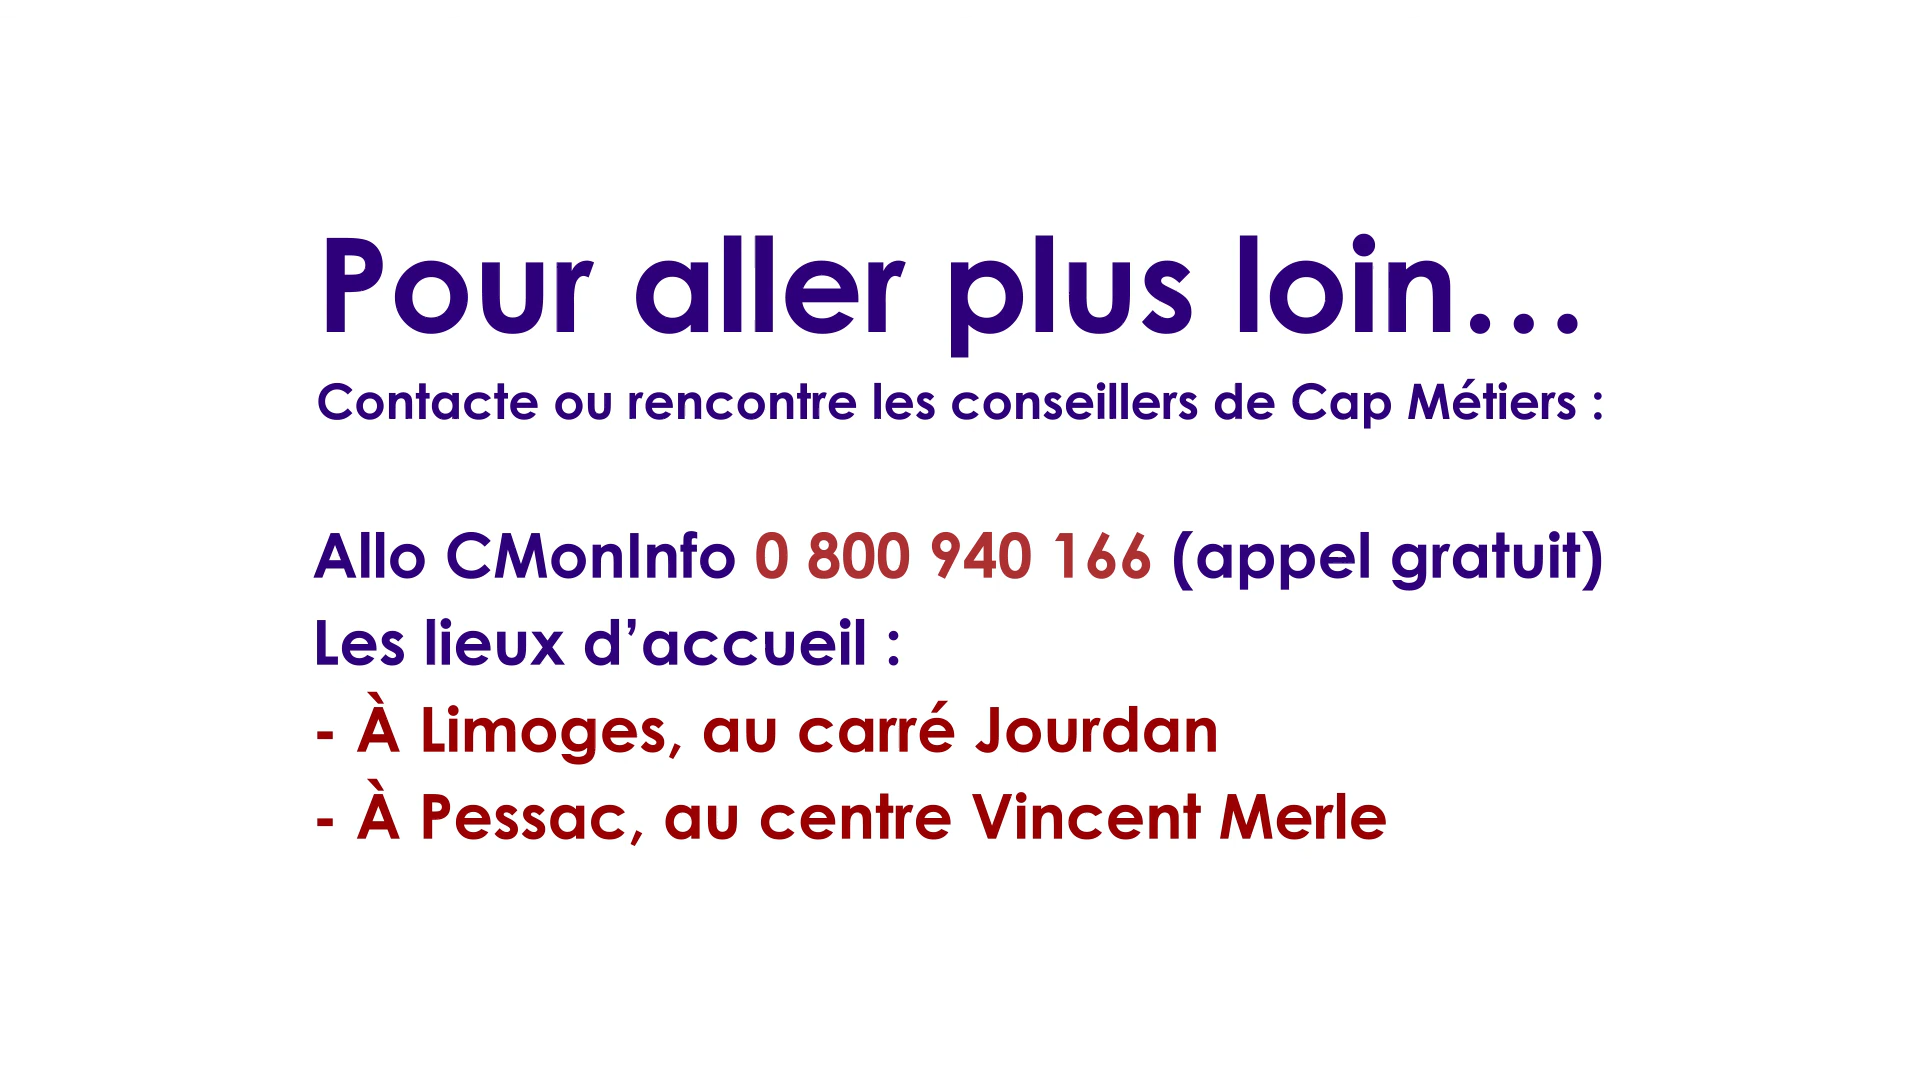 Pour aller plus loin…
Contacte ou rencontre les conseillers de Cap Métiers :
Allo CMonInfo 0 800 940 166 (appel gratuit)
Les lieux d’accueil :
- À Limoges, au carré Jourdan
- À Pessac, au centre Vincent Merle